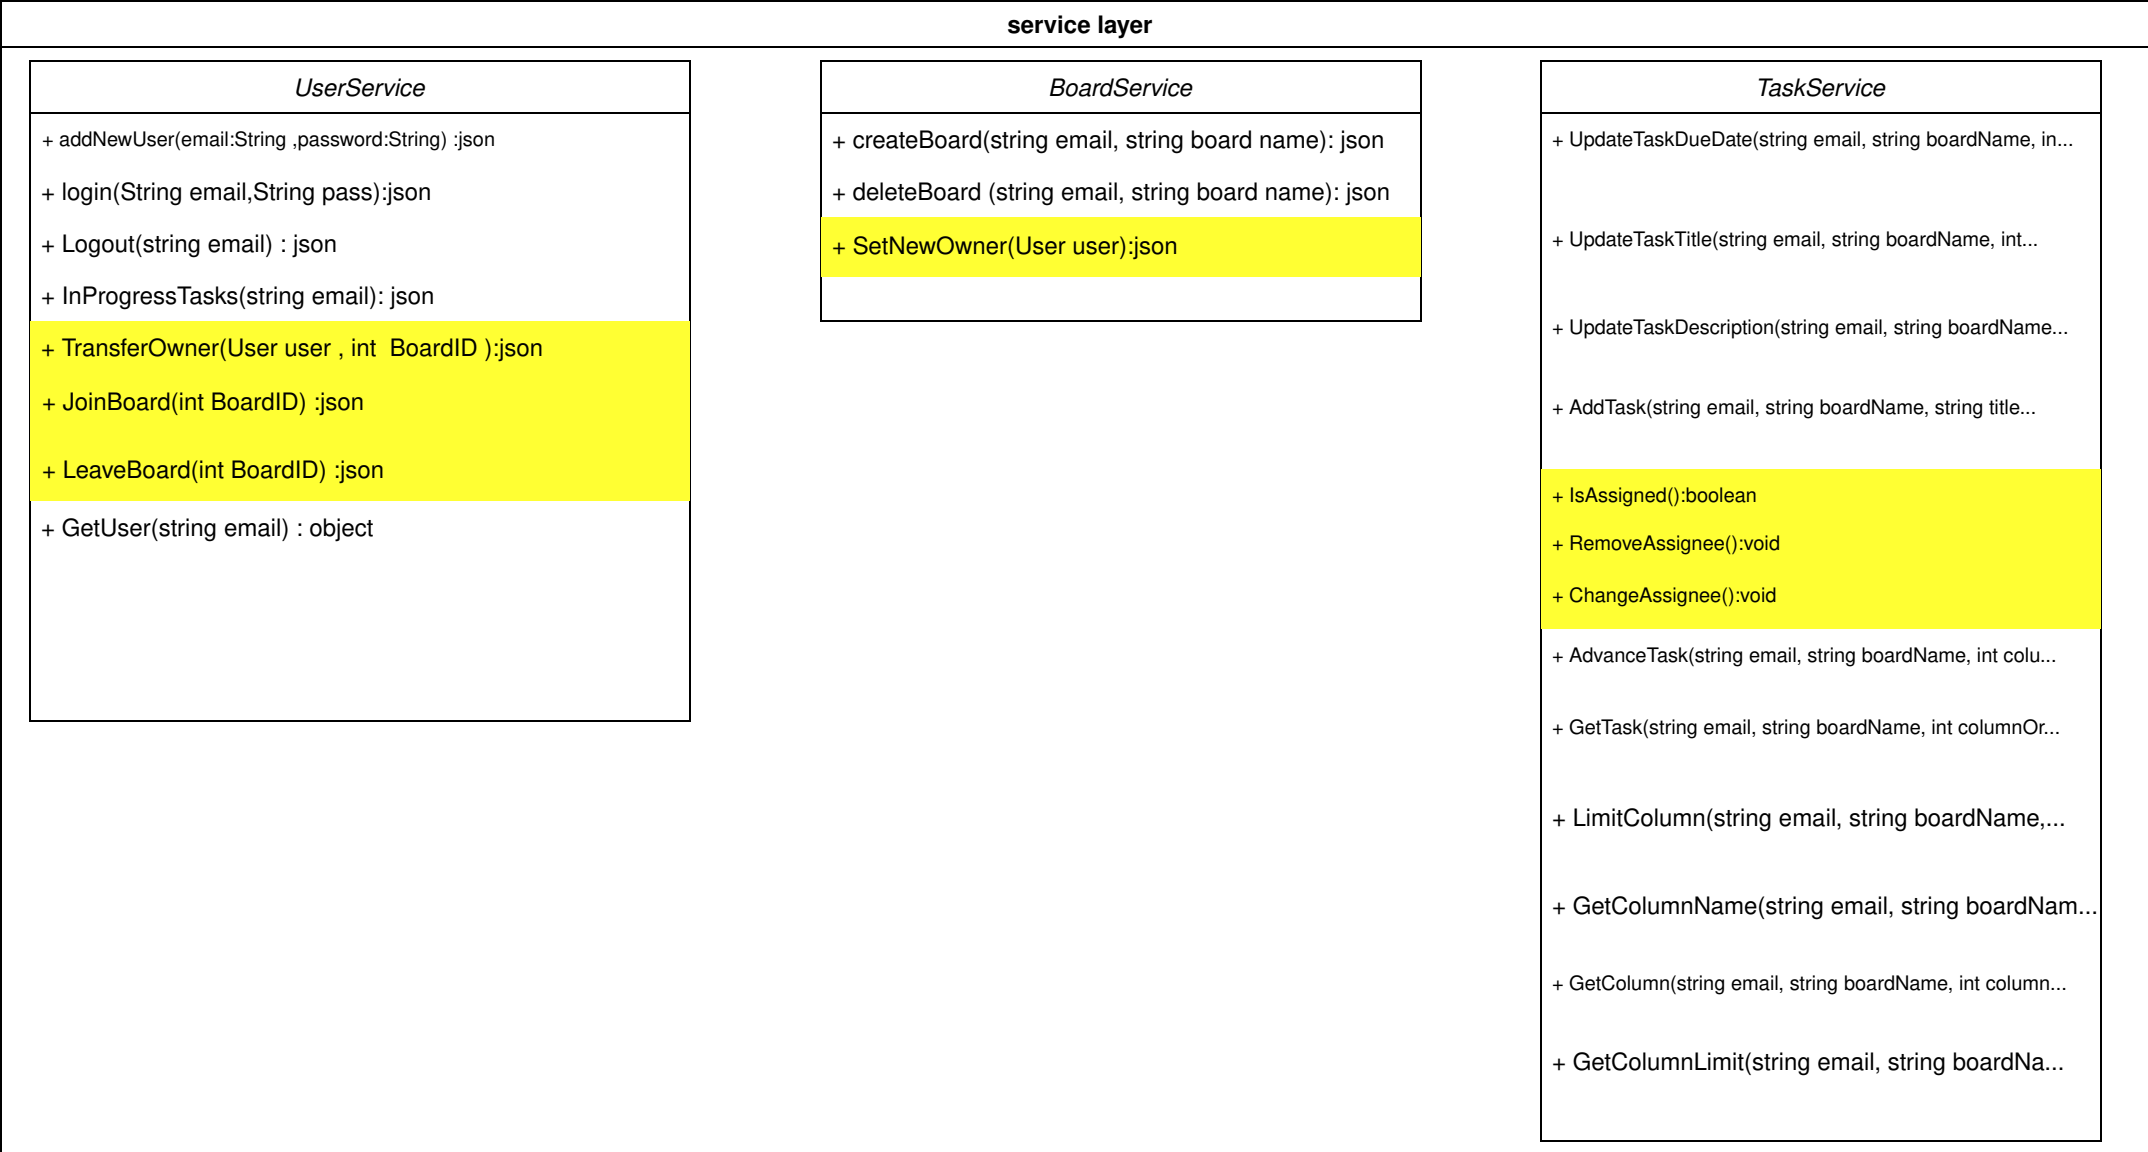 service layer
UserService
+ addNewUser(email:String ,password:String) :json
+ login(String email,String pass):json
+ Logout(string email) : json
+ InProgressTasks(string email): json
+ TransferOwner(User user , int  BoardID ):json
+ JoinBoard(int BoardID) :json
+ LeaveBoard(int BoardID) :json
+ GetUser(string email) : object
BoardService
+ createBoard(string email, string board name): json
+ deleteBoard (string email, string board name): json
+ SetNewOwner(User user):json
TaskService
+ UpdateTaskDueDate(string email, string boardName, in...
+ UpdateTaskTitle(string email, string boardName, int...
+ UpdateTaskDescription(string email, string boardName...
+ AddTask(string email, string boardName, string title...
+ IsAssigned():boolean
+ RemoveAssignee():void
+ ChangeAssignee():void
+ AdvanceTask(string email, string boardName, int colu...
+ GetTask(string email, string boardName, int columnOr...
+ LimitColumn(string email, string boardName,...
+ GetColumnName(string email, string boardNam...
+ GetColumn(string email, string boardName, int column...
+ GetColumnLimit(string email, string boardNa...